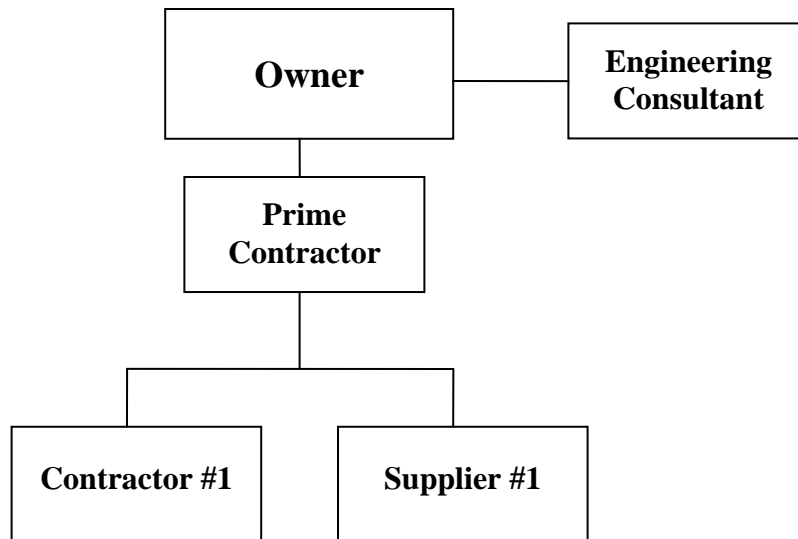 Owner
Engineering
Consultant
Prime
Contractor
Contractor #1
Supplier #1